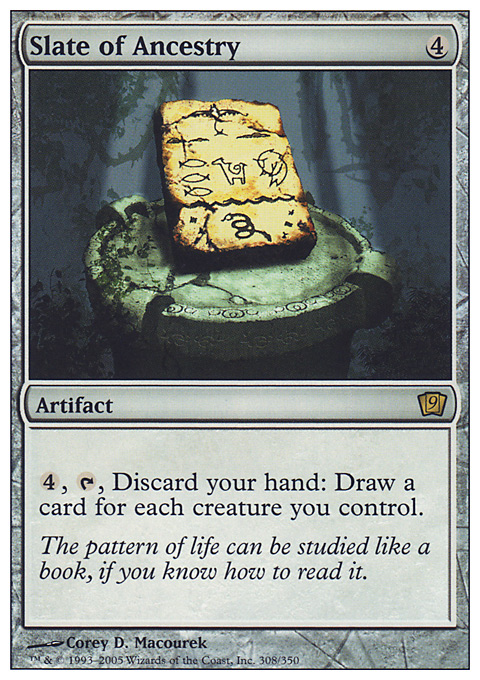 Slate of Ancestry 4
Artifact 9
4, , Discard your hand: Draw a
card for each creature you control.
The pattern of life can be studied like a
book, if you know how to read it.
Corey D. Macourek
™ & © 1993–2005 Wizards of the Coast, Inc. 308/350